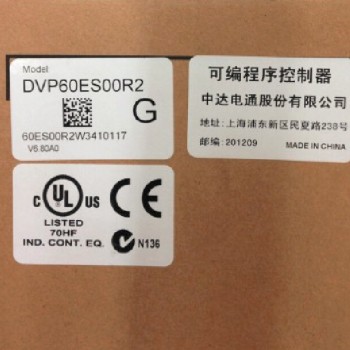 Model
DVP60ES00R2
G
60ES00R2W3410117
V6.80A0
可编程序控制器
中达电通股份有限公司
地址: 上海浦东新区民夏路238号
邮编: 201209 MADE IN CHINA
C UL US CE
LISTED
70HF
IND. CONT. EQ.
N136